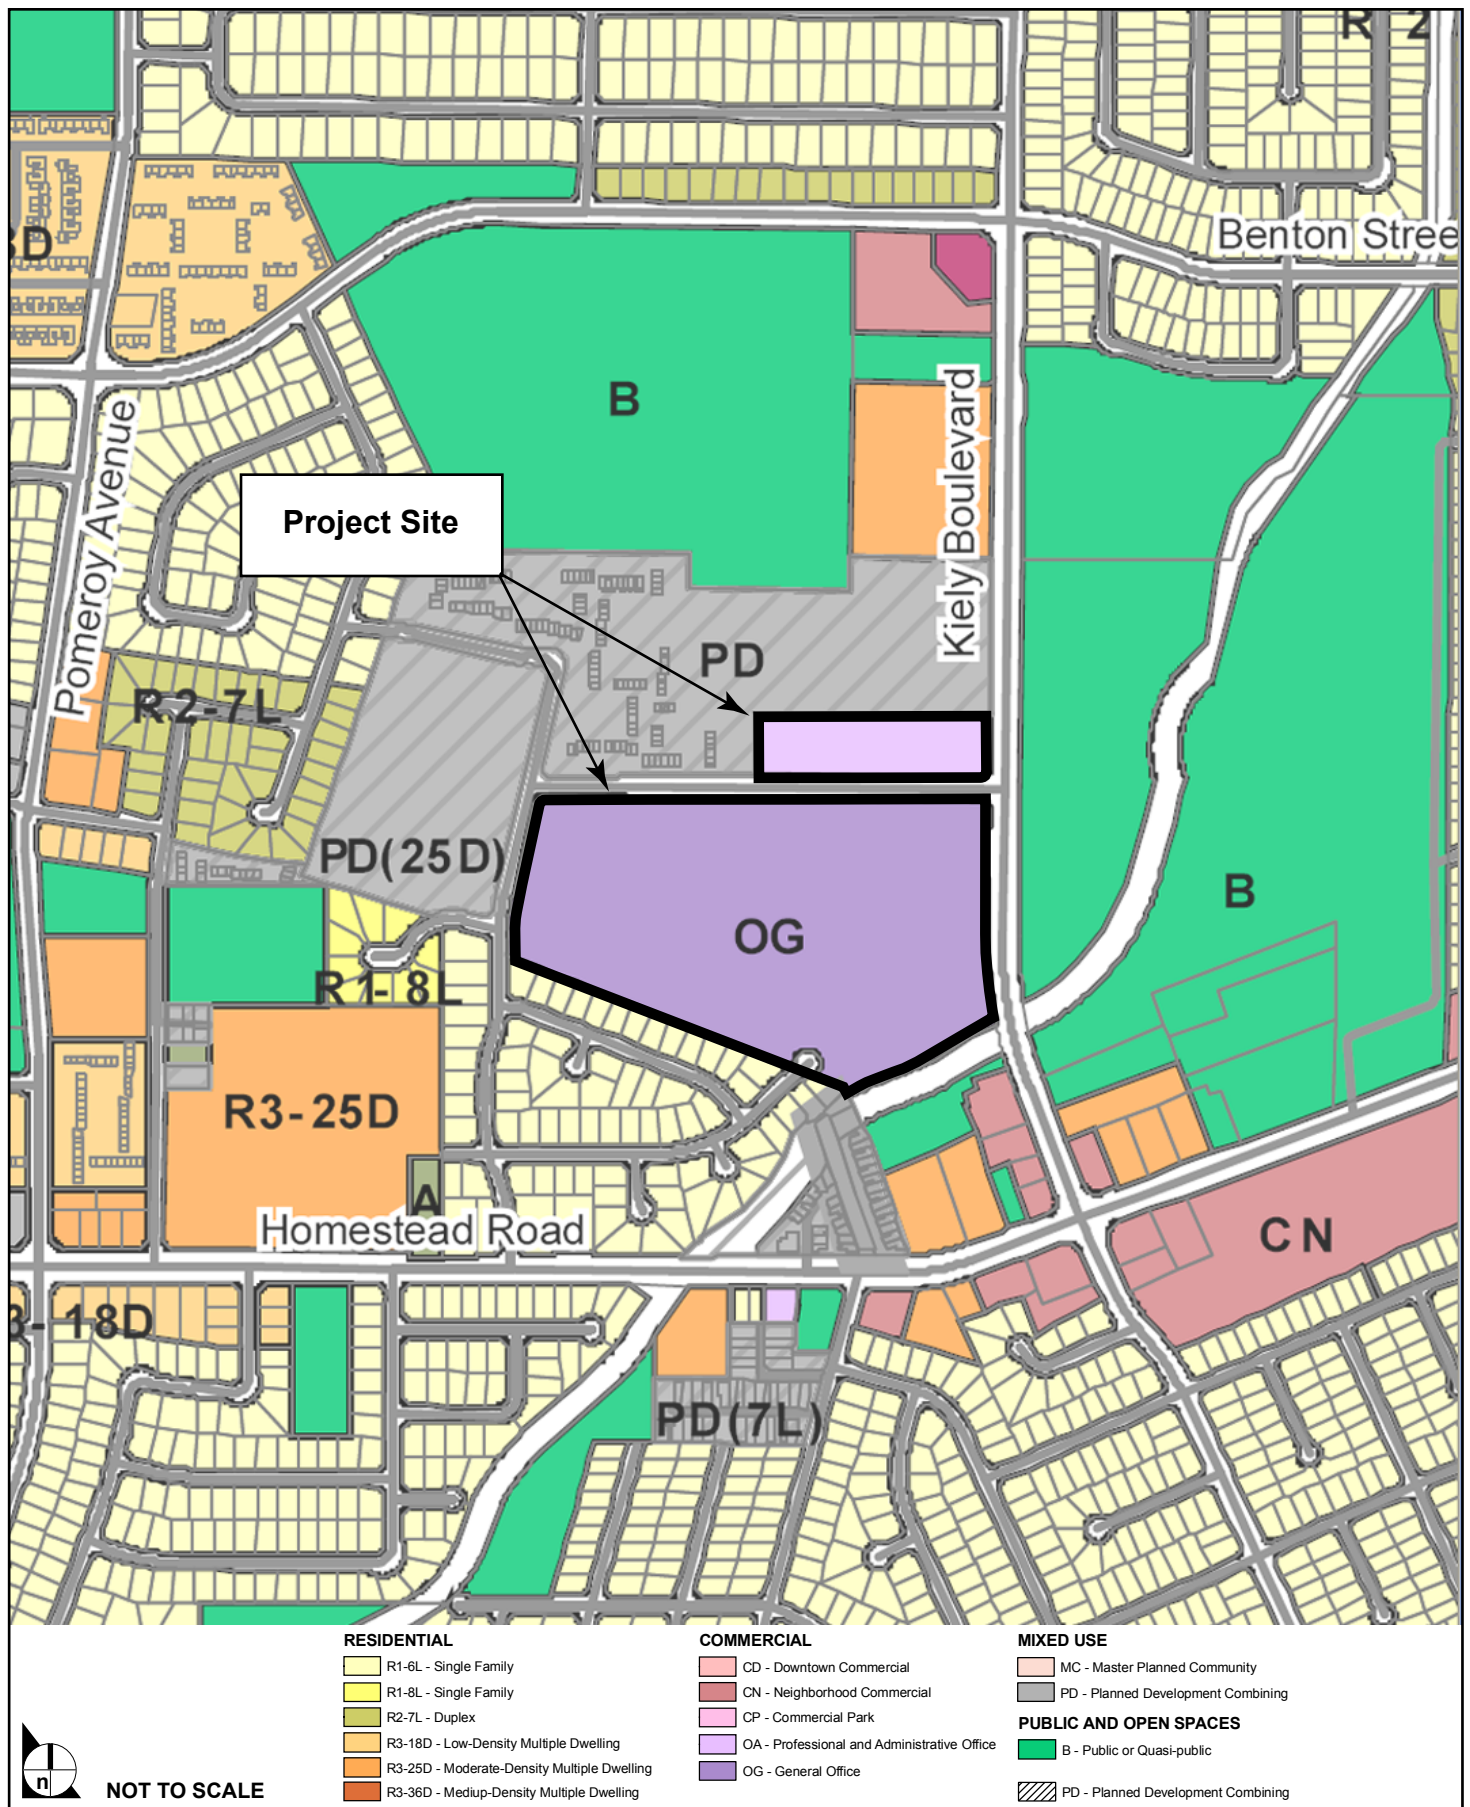 R 2
3D
Benton Stree
B
Kiely Boulevard
Pomeroy Avenue
Project Site
PD
R2-7L
PD(25D)
OG
B
R1-8L
R3-25D
A
Homestead Road
CN
3-18D
PD(7L)
RESIDENTIAL
R1-6L - Single Family
R1-8L - Single Family
R2-7L - Duplex
R3-18D - Low-Density Multiple Dwelling
R3-25D - Moderate-Density Multiple Dwelling
R3-36D - Mediup-Density Multiple Dwelling
COMMERCIAL
CD - Downtown Commercial
CN - Neighborhood Commercial
CP - Commercial Park
OA - Professional and Administrative Office
OG - General Office
MIXED USE
MC - Master Planned Community
PD - Planned Development Combining
PUBLIC AND OPEN SPACES
B - Public or Quasi-public
PD - Planned Development Combining
n
NOT TO SCALE